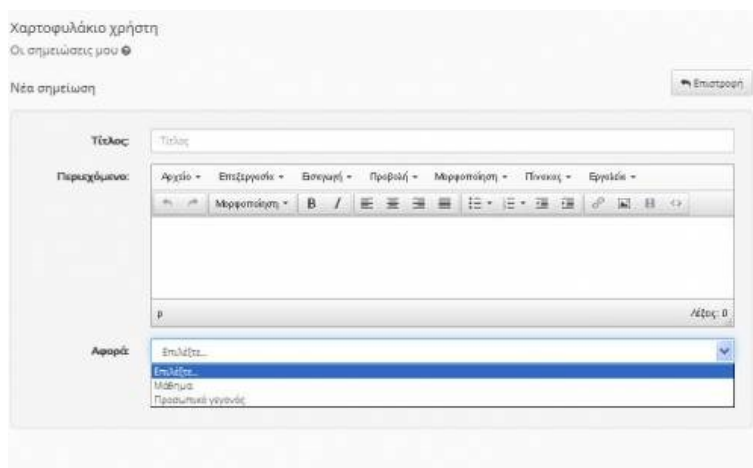 Χαρτοφυλάκιο χρήστη
Οι σημειώσεις μου
Νέα σημείωση
Επιστροφή
Τίτλος:
Τίτλος
Περιεχόμενο:
Αρχείο Επεξεργασία Εισαγωγή Προβολή Μορφοποίηση Πίνακας Εργαλεία
Μορφοποίηση B I
p
Λέξεις: 0
Αφορά:
Επιλέξτε...
Επιλέξτε...
Μάθημα
Προσωπικό γεγονός